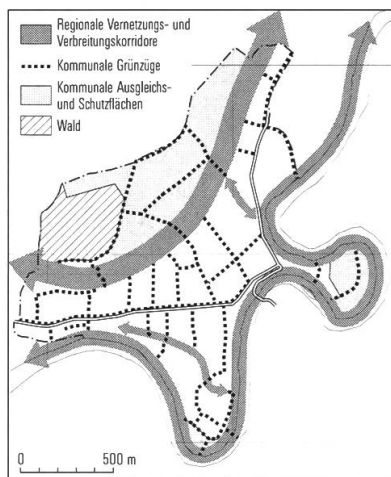 Regionale Vernetzungs- und
Verbreitungskorridore
Kommunale Grünzüge
Kommunale Ausgleichs-
und Schutzflächen
Wald
0 500 m